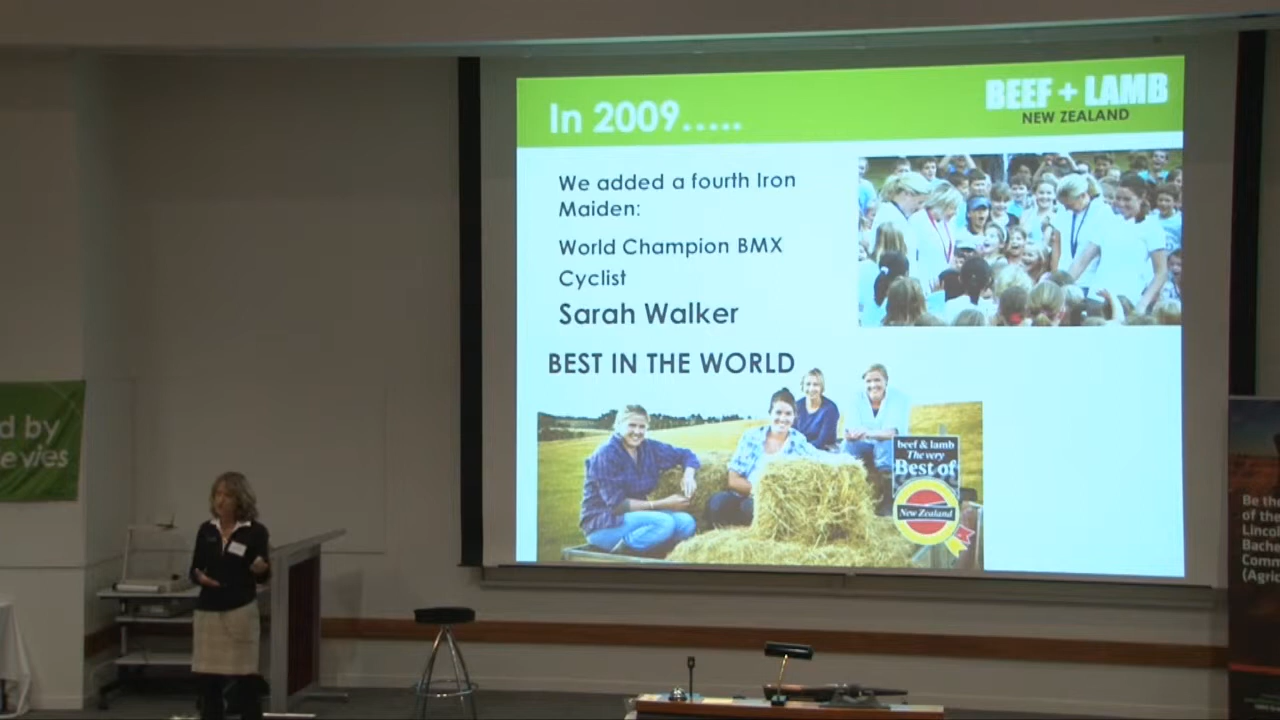 In 2009.....
BEEF + LAMB
NEW ZEALAND
We added a fourth Iron
Maiden:
World Champion BMX
Cyclist
Sarah Walker
BEST IN THE WORLD
beef & lamb
The very
Best of
New Zealand
d by
e vies
Be the
of the
Lincol
Bache
Comm
(Agric